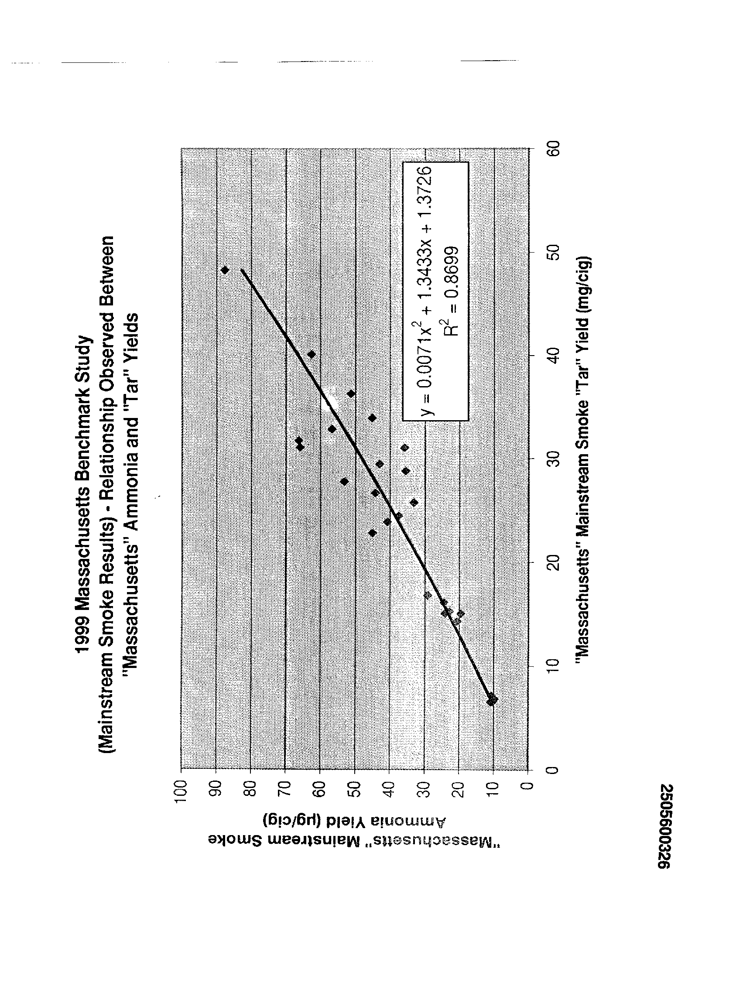 1999 Massachusetts Benchmark Study
(Mainstream Smoke Results) - Relationship Observed Between
"Massachusetts" Ammonia and "Tar" Yields
"Massachusetts" Mainstream Smoke
Ammonia Yield (µg/cig)
100
90
80
70
60
50
40
30
20
10
0
y = 0.0071x² + 1.3433x + 1.3726
R² = 0.8699
0
10
20
30
40
50
60
"Massachusetts" Mainstream Smoke "Tar" Yield (mg/cig)
2505600326